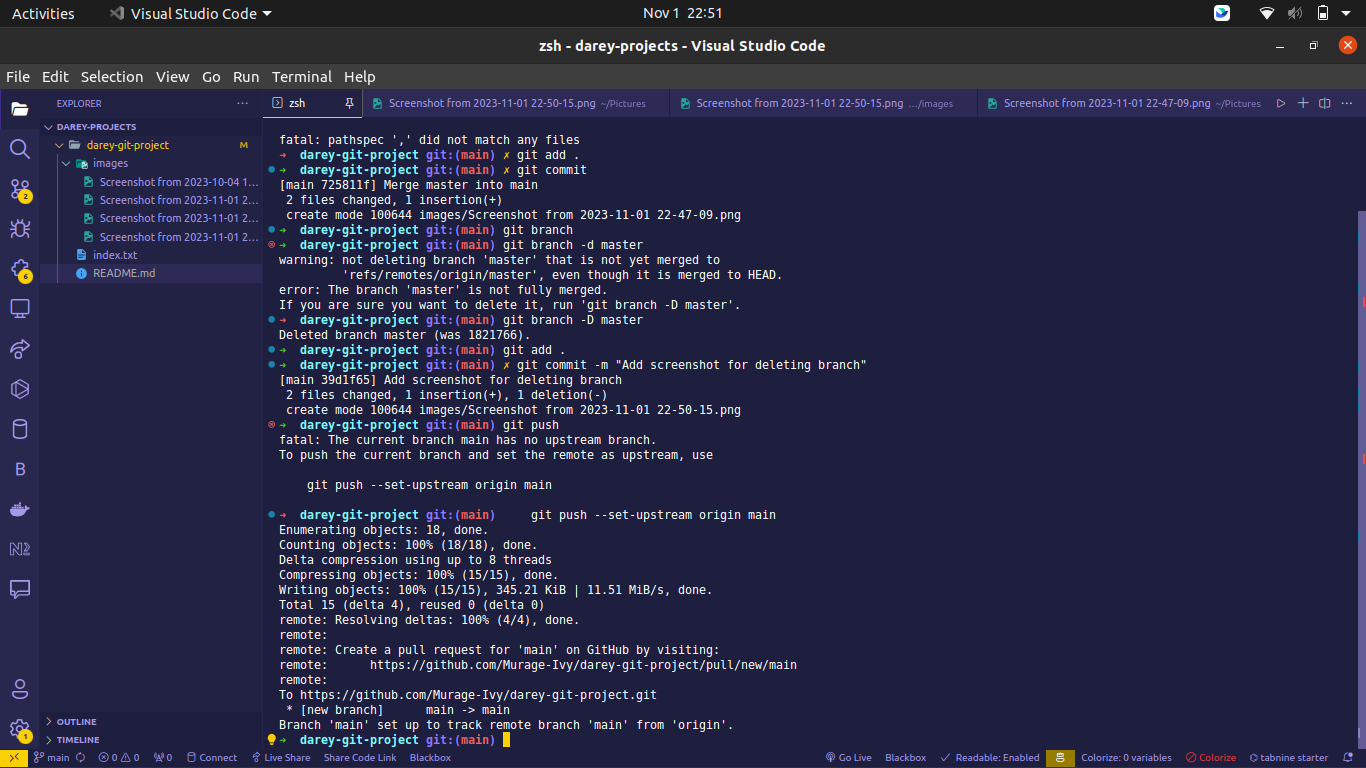 Activities
Visual Studio Code
Nov 1 22:51
zsh - darey-projects - Visual Studio Code
File Edit Selection View Go Run Terminal Help
EXPLORER
zsh
Screenshot from 2023-11-01 22-50-15.png ~/Pictures
Screenshot from 2023-11-01 22-50-15.png .../images
Screenshot from 2023-11-01 22-47-09.png ~/Pictures
DAREY-PROJECTS
darey-git-project M
images
Screenshot from 2023-10-04 1...
Screenshot from 2023-11-01 2...
Screenshot from 2023-11-01 2...
Screenshot from 2023-11-01 2...
index.txt
README.md
OUTLINE
TIMELINE
2
6
B
N2
1
fatal: pathspec ',' did not match any files
➜ darey-git-project git:(main) ✗ git add .
➜ darey-git-project git:(main) ✗ git commit
[main 725811f] Merge master into main
2 files changed, 1 insertion(+)
create mode 100644 images/Screenshot from 2023-11-01 22-47-09.png
➜ darey-git-project git:(main) git branch
➜ darey-git-project git:(main) git branch -d master
warning: not deleting branch 'master' that is not yet merged to
'refs/remotes/origin/master', even though it is merged to HEAD.
error: The branch 'master' is not fully merged.
If you are sure you want to delete it, run 'git branch -D master'.
➜ darey-git-project git:(main) git branch -D master
Deleted branch master (was 1821766).
➜ darey-git-project git:(main) git add .
➜ darey-git-project git:(main) ✗ git commit -m "Add screenshot for deleting branch"
[main 39d1f65] Add screenshot for deleting branch
2 files changed, 1 insertion(+), 1 deletion(-)
create mode 100644 images/Screenshot from 2023-11-01 22-50-15.png
➜ darey-git-project git:(main) git push
fatal: The current branch main has no upstream branch.
To push the current branch and set the remote as upstream, use
git push --set-upstream origin main
➜ darey-git-project git:(main) git push --set-upstream origin main
Enumerating objects: 18, done.
Counting objects: 100% (18/18), done.
Delta compression using up to 8 threads
Compressing objects: 100% (15/15), done.
Writing objects: 100% (15/15), 345.21 KiB | 11.51 MiB/s, done.
Total 15 (delta 4), reused 0 (delta 0)
remote: Resolving deltas: 100% (4/4), done.
remote:
remote: Create a pull request for 'main' on GitHub by visiting:
remote: https://github.com/Murage-Ivy/darey-git-project/pull/new/main
remote:
To https://github.com/Murage-Ivy/darey-git-project.git
* [new branch] main -> main
Branch 'main' set up to track remote branch 'main' from 'origin'.
➜ darey-git-project git:(main)
main 0 0 0 Connect Live Share Share Code Link Blackbox
Go Live Blackbox Readable: Enabled Colorize: 0 variables Colorize tabnine starter